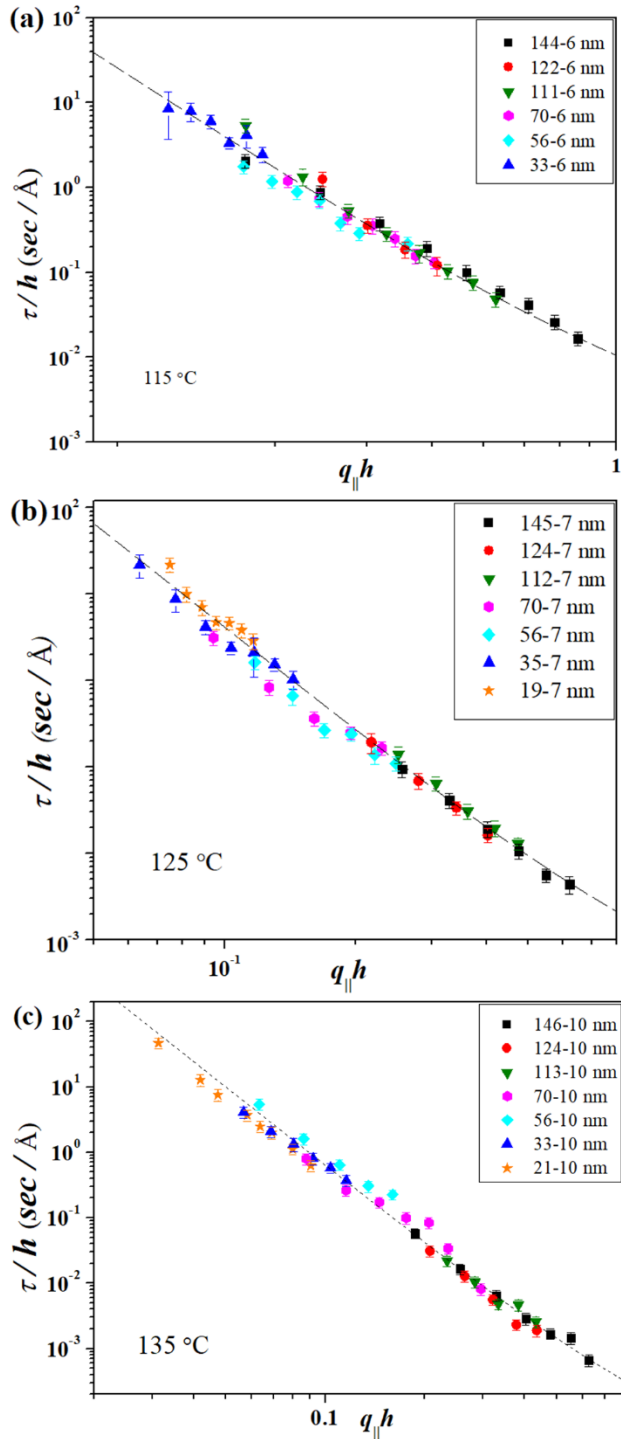 (a)
10²
10¹
10⁰
10⁻¹
10⁻²
10⁻³
τ/h (sec / Å)
144-6 nm
122-6 nm
111-6 nm
70-6 nm
56-6 nm
33-6 nm
115 °C
1
q||h
(b)
10²
10⁻³
τ/h (sec / Å)
145-7 nm
124-7 nm
112-7 nm
70-7 nm
56-7 nm
35-7 nm
19-7 nm
125 °C
10⁻¹
q||h
(c)
10²
10¹
10⁰
10⁻¹
10⁻²
10⁻³
τ/h (sec / Å)
146-10 nm
124-10 nm
113-10 nm
70-10 nm
56-10 nm
33-10 nm
21-10 nm
135 °C
0.1
q||h